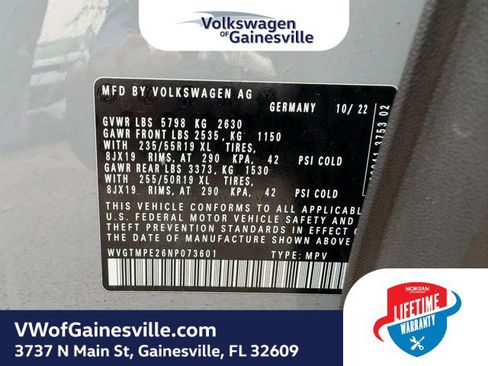 Volkswagen
OF
Gainesville
MFD BY VOLKSWAGEN AG
GERMANY 10/22
GVWR LBS 5798 KG 2630
GAWR FRONT LBS 2535, KG 1150
WITH 235/55R19 XL TIRES,
8JX19 RIMS, AT 290 KPA, 42 PSI COLD
GAWR REAR LBS 3373, KG 1530
WITH 255/50R19 XL TIRES,
8JX19 RIMS, AT 290 KPA, 42 PSI COLD
THIS VEHICLE CONFORMS TO ALL APPLICABL
U.S. FEDERAL MOTOR VEHICLE SAFETY AN
THEFT PREVENTION STANDARDS IN EFFECT
THE DATE OF MANUFACTURE SHOWN ABOVE
WVGTMPE26NP073601 TYPE: MPV
3753 02
MORGAN
LIFETIME
WARRANTY
VWofGainesville.com
3737 N Main St, Gainesville, FL 32609